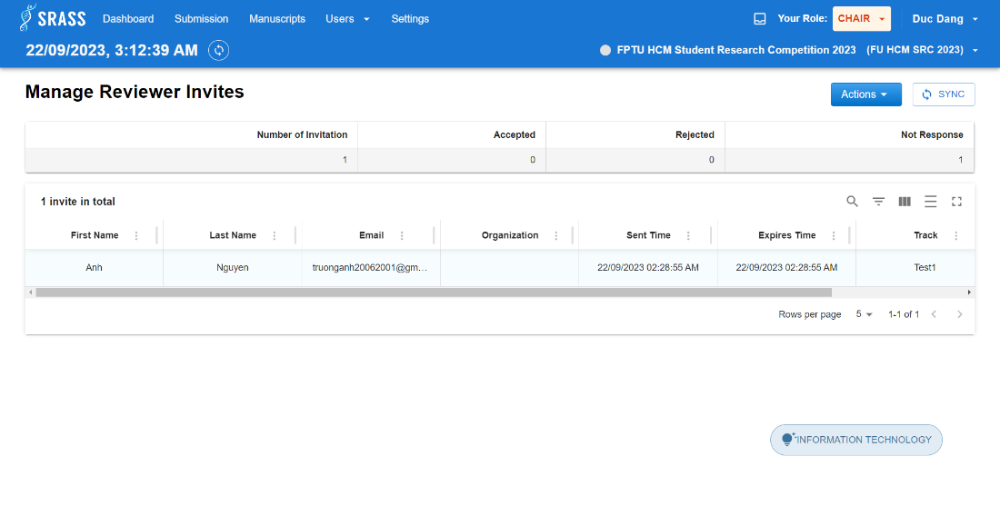 SRASS Dashboard Submission Manuscripts Users Settings Your Role: CHAIR Duc Dang
22/09/2023, 3:12:39 AM FPTU HCM Student Research Competition 2023 (FU HCM SRC 2023)
Manage Reviewer Invites Actions SYNC
Number of Invitation Accepted Rejected Not Response
1 0 0 1
1 invite in total
First Name Last Name Email Organization Sent Time Expires Time Track
Anh Nguyen truonganh20062001@gm... 22/09/2023 02:28:55 AM 22/09/2023 02:28:55 AM Test1
Rows per page 5 1-1 of 1
INFORMATION TECHNOLOGY